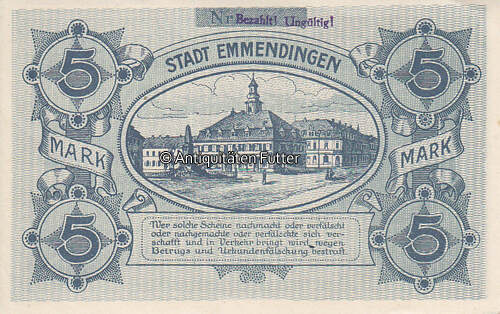 Nr Bezahlt! Ungültig!
STADT EMMENDINGEN
5 5
MARK MARK
© Antiquitäten Futter
5 5
Wer solche Scheine nachmacht oder verfälscht
oder nachgemachte oder verfälschte sich ver-
schafft und in Verkehr bringt wird wegen
Betrugs und Urkundenfälschung bestraft.